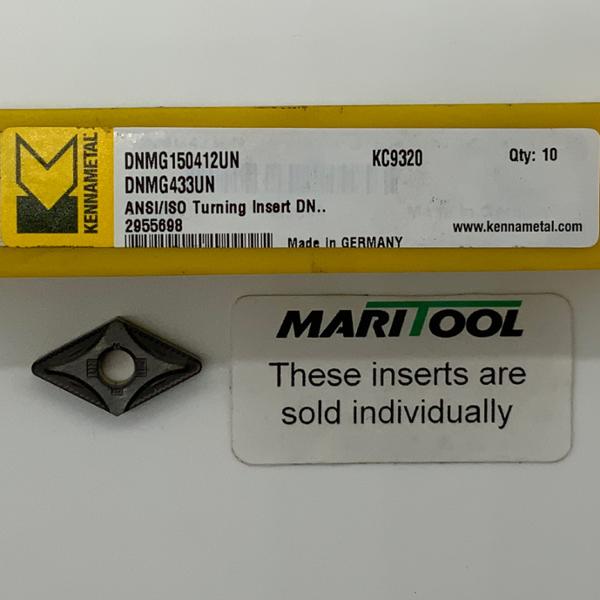 KENNAMETAL
DNMG150412UN KC9320 Qty: 10
DNMG433UN
ANSI/ISO Turning Insert DN..
2955698
Made in GERMANY www.kennametal.com
MARITOOL
These inserts are
sold individually